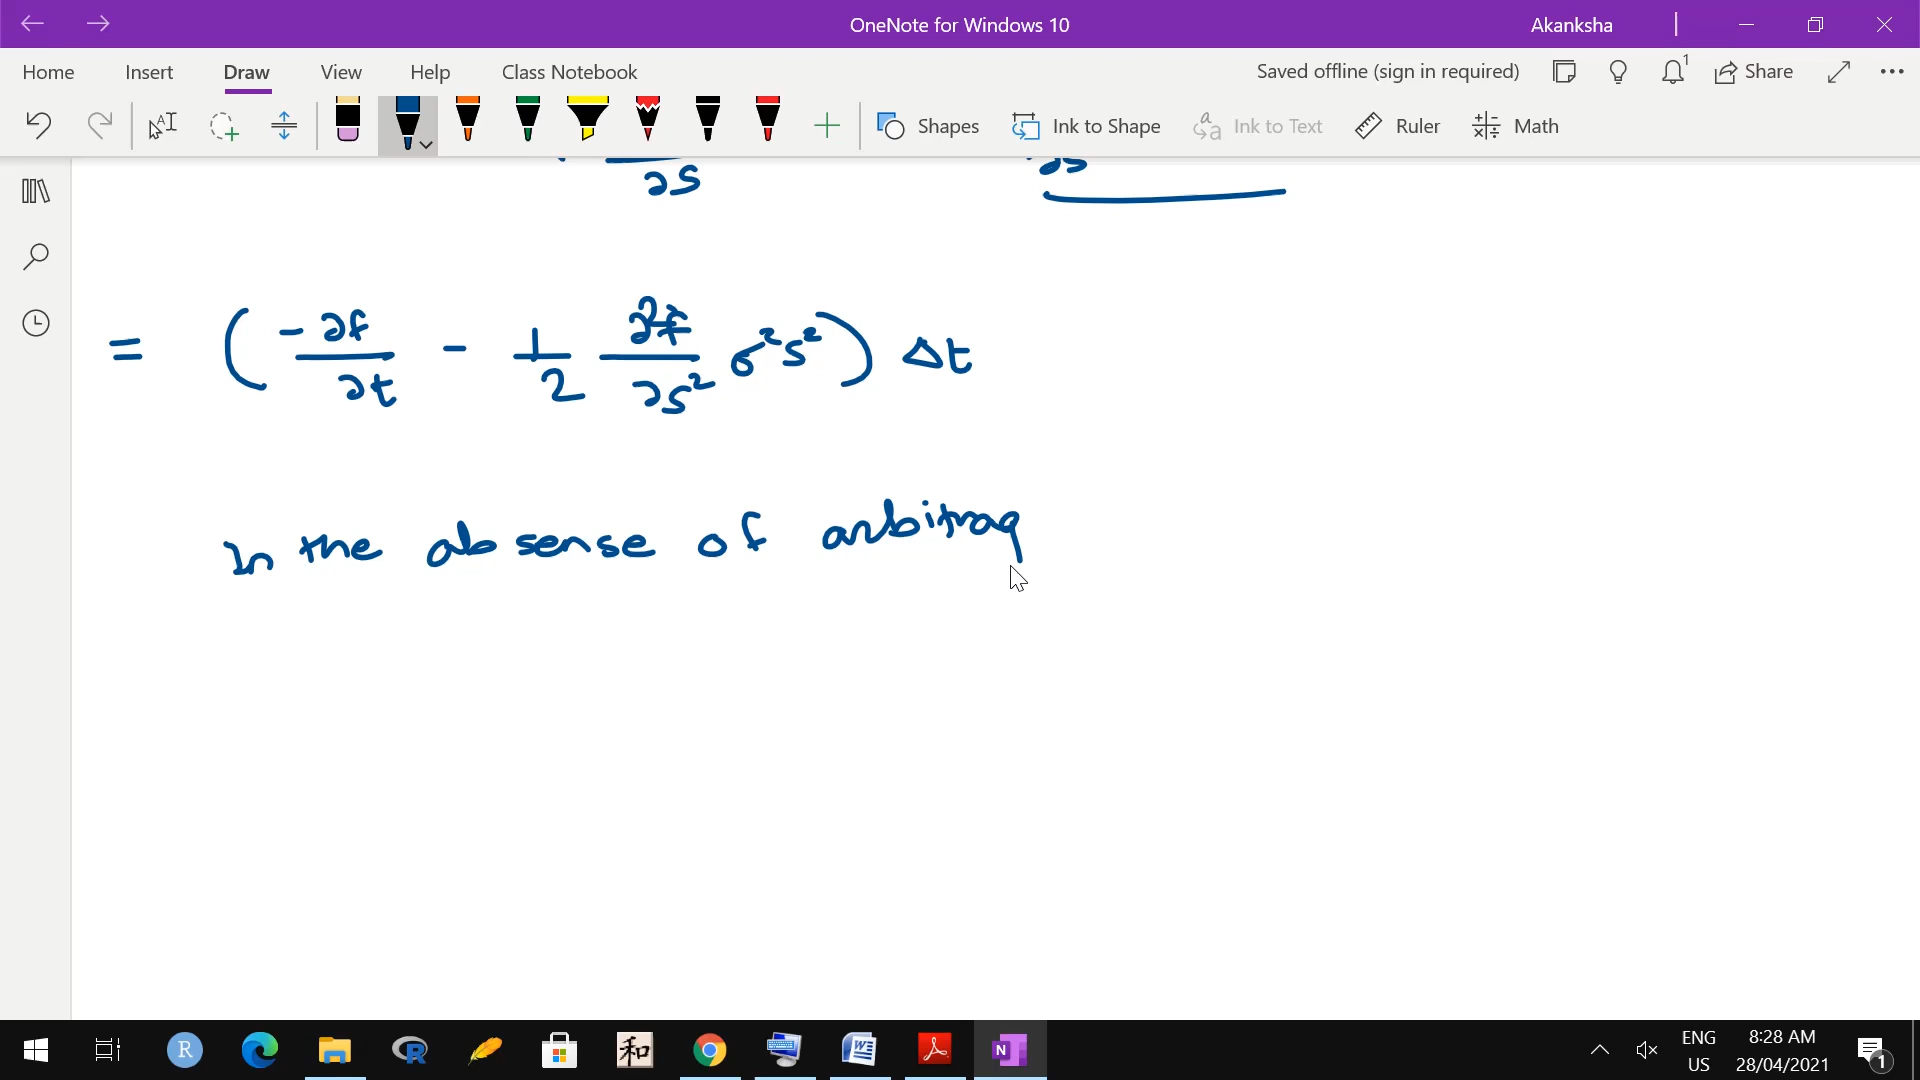 OneNote for Windows 10 Akanksha
Home Insert Draw View Help Class Notebook Saved offline (sign in required) 1 Share
Shapes Ink to Shape Ink to Text Ruler Math
∂S ∂S
= (-∂f/∂t - 1/2 ∂²f/∂s² σ²s²) Δt
In the absense of arbitrag
ENG 8:28 AM
US 28/04/2021 1